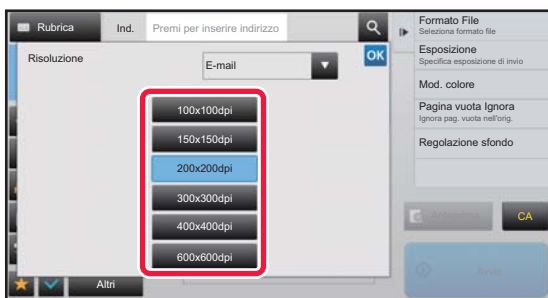 Rubrica
Ind.
Premi per inserire indirizzo
Risoluzione
E-mail
OK
100x100dpi
150x150dpi
200x200dpi
300x300dpi
400x400dpi
600x600dpi
Altri
Formato File
Seleziona formato file
Esposizione
Specifica esposizione di invio
Mod. colore
Pagina vuota Ignora
Ignora pag. vuota nell'orig.
Regolazione sfondo
Anteprima
CA
Avvio